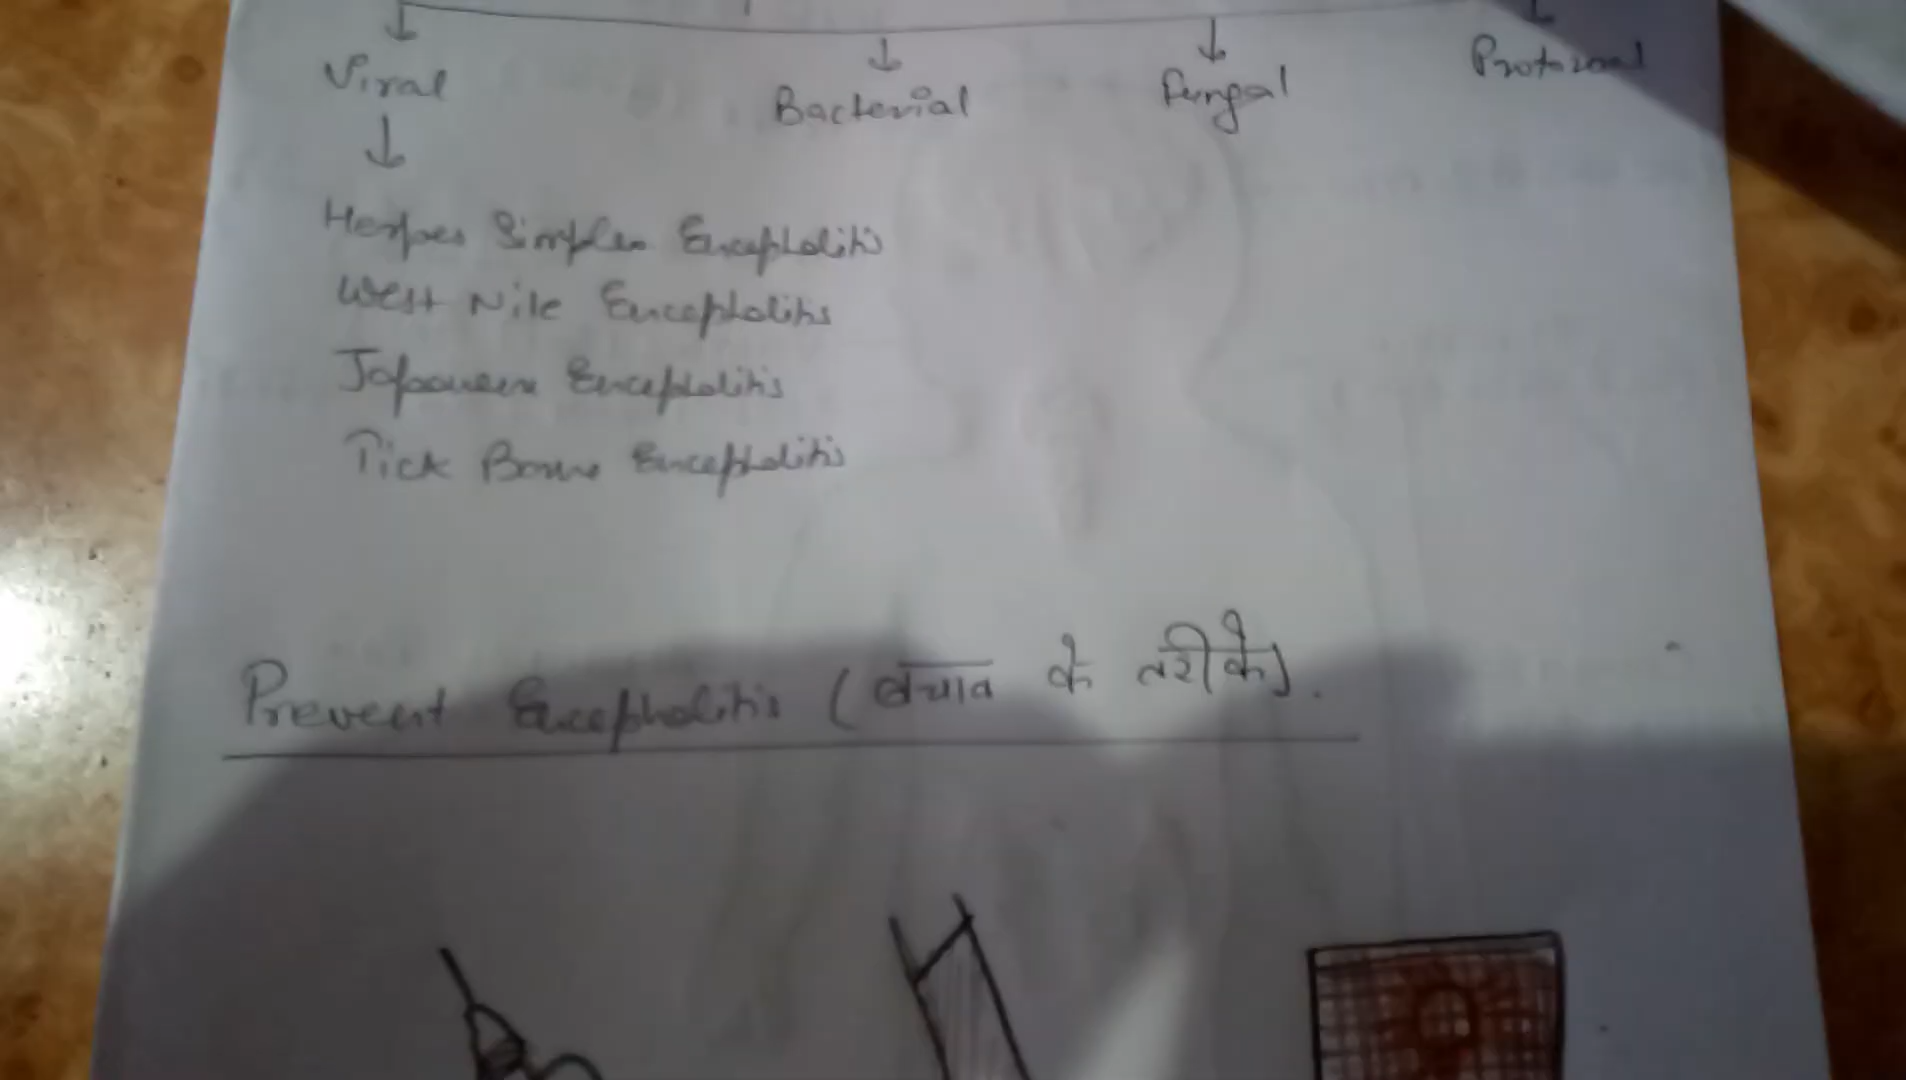 Viral Bacterial Fungal Protozoal
Herpes Simplex Encephalitis
West Nile Encephalitis
Japanese Encephalitis
Tick Borne Encephalitis
Prevent Encephalitis (बचाव के तरीके).